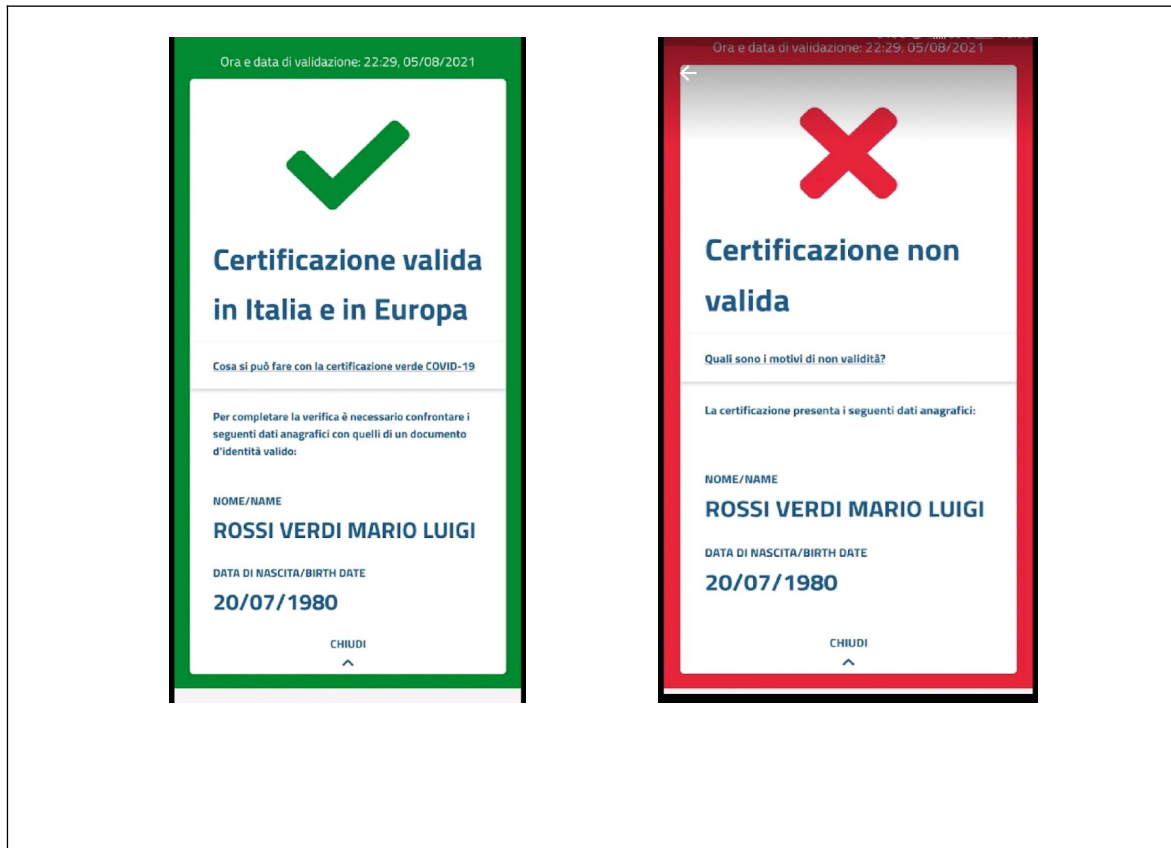 Ora e data di validazione: 22:29, 05/08/2021
Certificazione valida
in Italia e in Europa
Cosa si può fare con la certificazione verde COVID-19
Per completare la verifica è necessario confrontare i
seguenti dati anagrafici con quelli di un documento
d'identità valido:
NOME/NAME
ROSSI VERDI MARIO LUIGI
DATA DI NASCITA/BIRTH DATE
20/07/1980
CHIUDI
Ora e data di validazione: 22:29, 05/08/2021
Certificazione non
valida
Quali sono i motivi di non validità?
La certificazione presenta i seguenti dati anagrafici:
NOME/NAME
ROSSI VERDI MARIO LUIGI
DATA DI NASCITA/BIRTH DATE
20/07/1980
CHIUDI